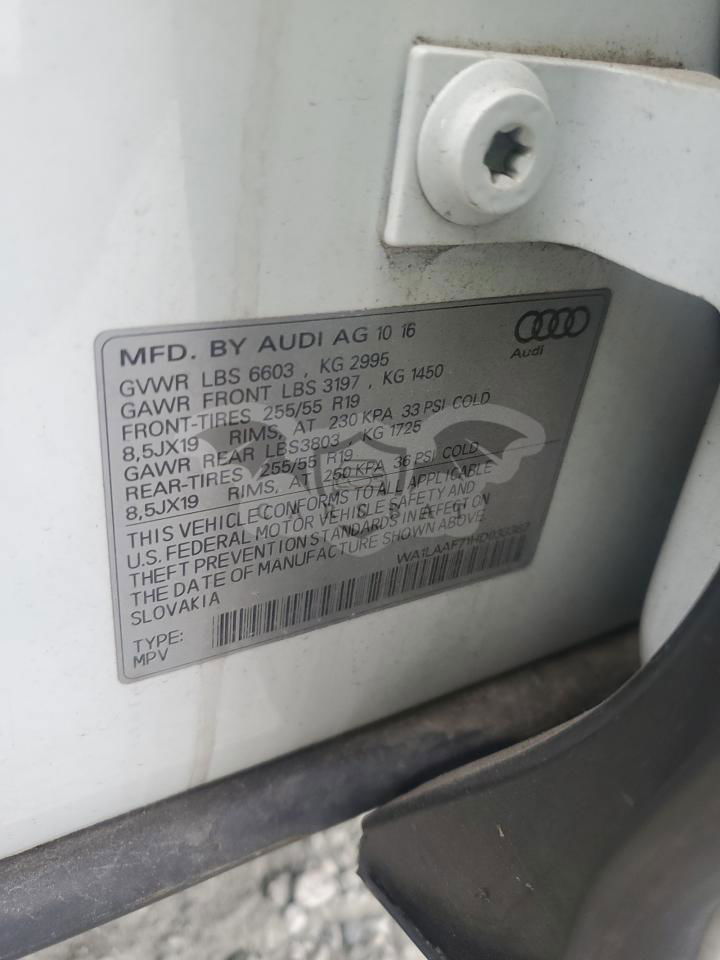 MFD. BY AUDI AG 10 16
Audi
GVWR LBS 6603 , KG 2995
GAWR FRONT LBS 3197 , KG 1450
FRONT-TIRES 255/55 R19
8,5JX19 RIMS, AT 230 KPA 33 PSI COLD
GAWR REAR LBS3803 , KG 1725
REAR-TIRES 255/55 R19
8,5JX19 RIMS, AT 250 KPA 36 PSI COLD
THIS VEHICLE CONFORMS TO ALL APPLICABLE
U.S. FEDERAL MOTOR VEHICLE SAFETY AND
THEFT PREVENTION STANDARDS IN EFFECT ON
THE DATE OF MANUFACTURE SHOWN ABOVE.
SLOVAKIA
TYPE:
MPV